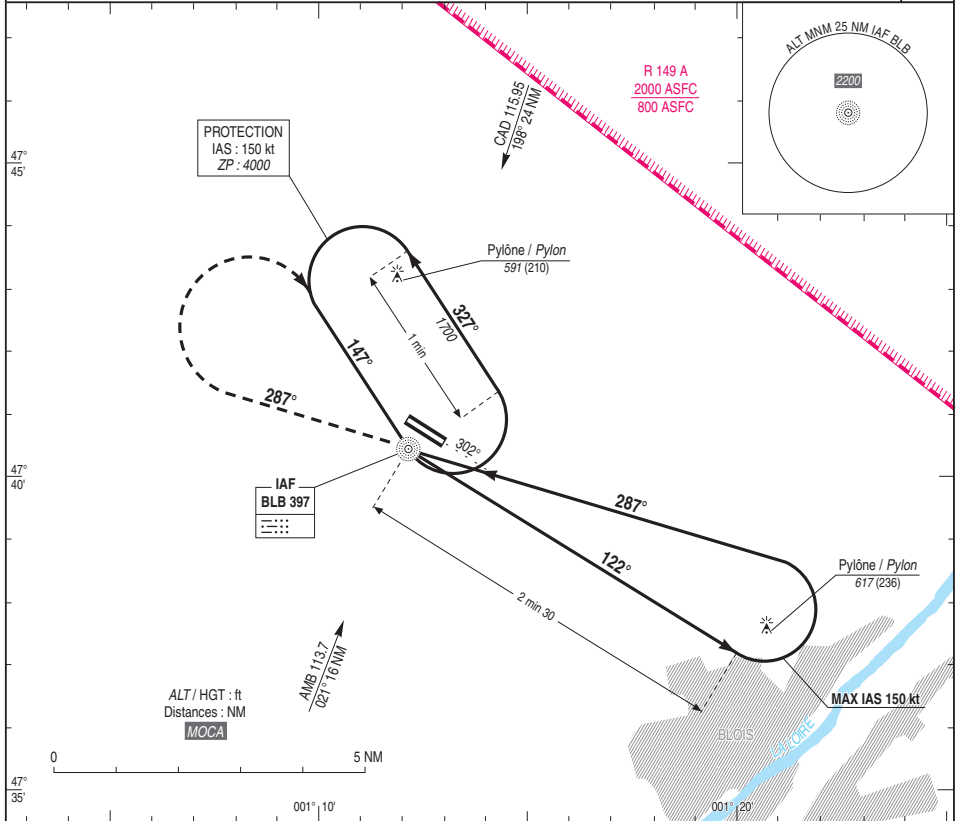 ALT MNM 25 NM IAF BLB
2200
R 149 A
2000 ASFC
800 ASFC
CAD 115.95
198° 24 NM
47°
45'
PROTECTION
IAS : 150 kt
ZP : 4000
Pylône / Pylon
591 (210)
327°
1700
1 min
147°
287°
302°
47°
40'
IAF
BLB 397
287°
122°
2 min 30
Pylône / Pylon
617 (236)
AMB 113.7
021° 16 NM
ALT / HGT : ft
Distances : NM
MOCA
MAX IAS 150 kt
BLOIS
LA LOIRE
0
5 NM
47°
35'
001° 10'
001° 20'